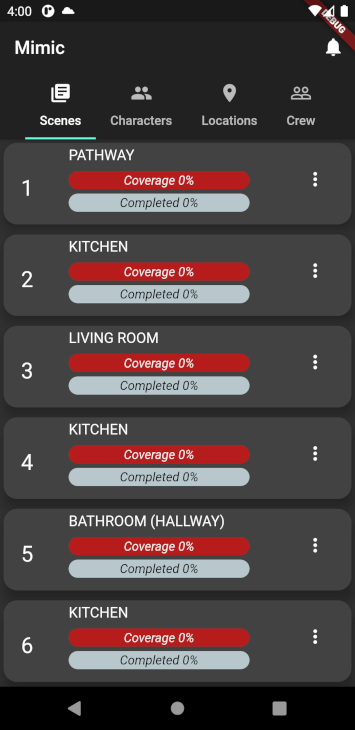 4:00
DEBUG
Mimic
Scenes Characters Locations Crew
PATHWAY
1
Coverage 0%
Completed 0%
KITCHEN
2
Coverage 0%
Completed 0%
LIVING ROOM
3
Coverage 0%
Completed 0%
KITCHEN
4
Coverage 0%
Completed 0%
BATHROOM (HALLWAY)
5
Coverage 0%
Completed 0%
KITCHEN
6
Coverage 0%
Completed 0%